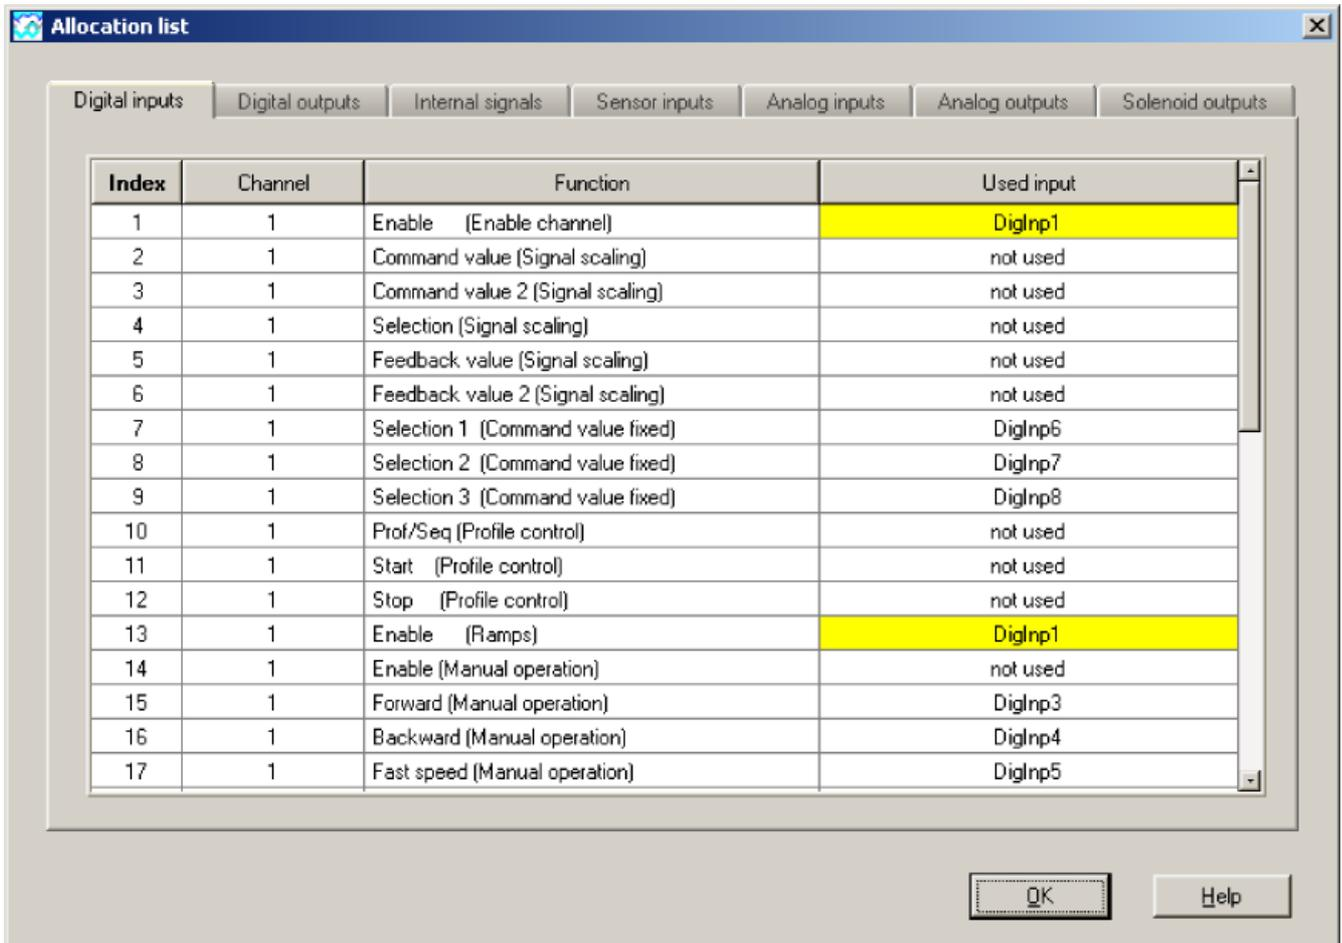 Allocation list
Digital inputs Digital outputs Internal signals Sensor inputs Analog inputs Analog outputs Solenoid outputs
Index Channel Function Used input
1 1 Enable (Enable channel) DigInp1
2 1 Command value (Signal scaling) not used
3 1 Command value 2 (Signal scaling) not used
4 1 Selection (Signal scaling) not used
5 1 Feedback value (Signal scaling) not used
6 1 Feedback value 2 (Signal scaling) not used
7 1 Selection 1 (Command value fixed) DigInp6
8 1 Selection 2 (Command value fixed) DigInp7
9 1 Selection 3 (Command value fixed) DigInp8
10 1 Prof/Seq (Profile control) not used
11 1 Start (Profile control) not used
12 1 Stop (Profile control) not used
13 1 Enable (Ramps) DigInp1
14 1 Enable (Manual operation) not used
15 1 Forward (Manual operation) DigInp3
16 1 Backward (Manual operation) DigInp4
17 1 Fast speed (Manual operation) DigInp5
OK Help